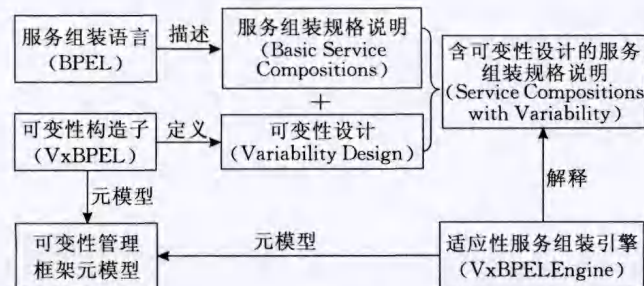 服务组装语言
(BPEL)
描述
服务组装规格说明
(Basic Service
Compositions)
+
可变性构造子
(VxBPEL)
定义
可变性设计
(Variability Design)
含可变性设计的服务
组装规格说明
(Service Compositions
with Variability)
元模型
解释
可变性管理
框架元模型
元模型
适应性服务组装引擎
(VxBPELEngine)